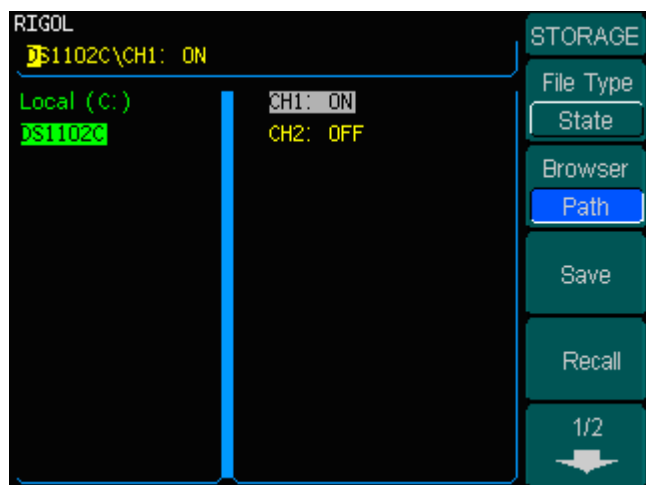 RIGOL
DS1102C\CH1: ON
Local (C:)
DS1102C
CH1: ON
CH2: OFF
STORAGE
File Type
State
Browser
Path
Save
Recall
1/2